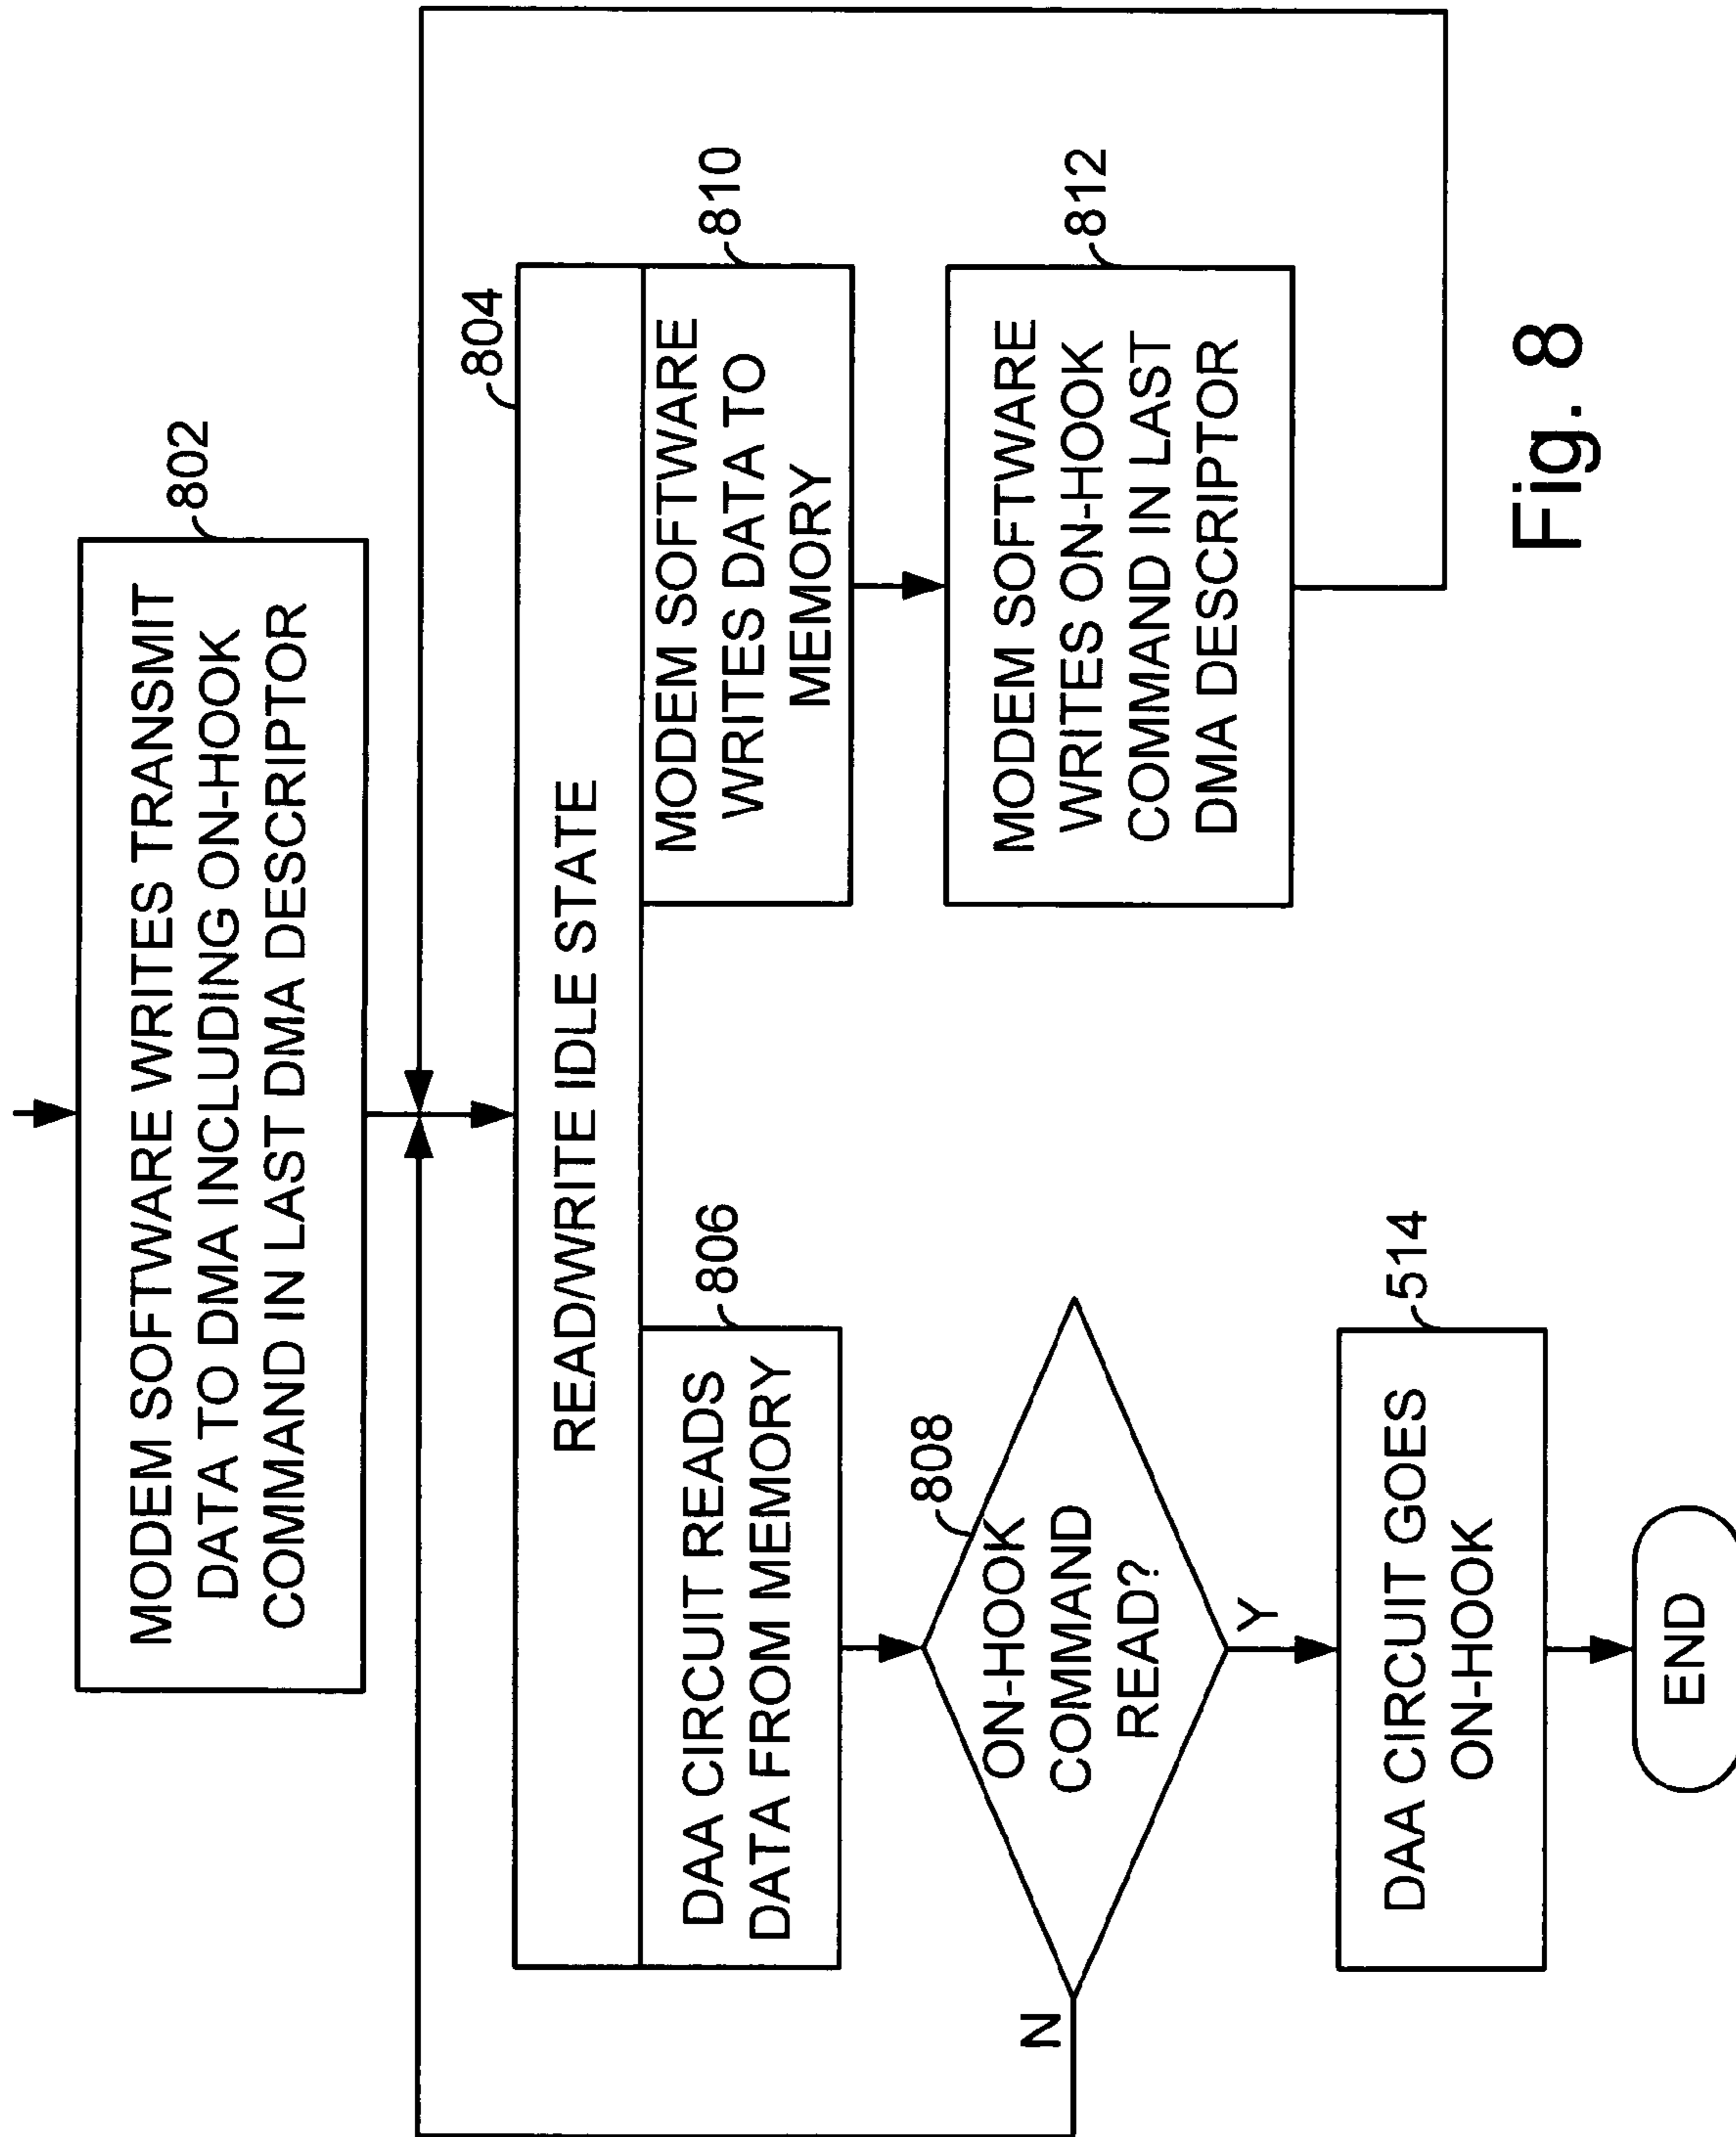 802
MODEM SOFTWARE WRITES TRANSMIT
DATA TO DMA INCLUDING ON-HOOK
COMMAND IN LAST DMA DESCRIPTOR
804
READ/WRITE IDLE STATE
806
DAA CIRCUIT READS
DATA FROM MEMORY
808
ON-HOOK
COMMAND
READ?
N
Y
514
DAA CIRCUIT GOES
ON-HOOK
END
810
MODEM SOFTWARE
WRITES DATA TO
MEMORY
812
MODEM SOFTWARE
WRITES ON-HOOK
COMMAND IN LAST
DMA DESCRIPTOR
Fig. 8